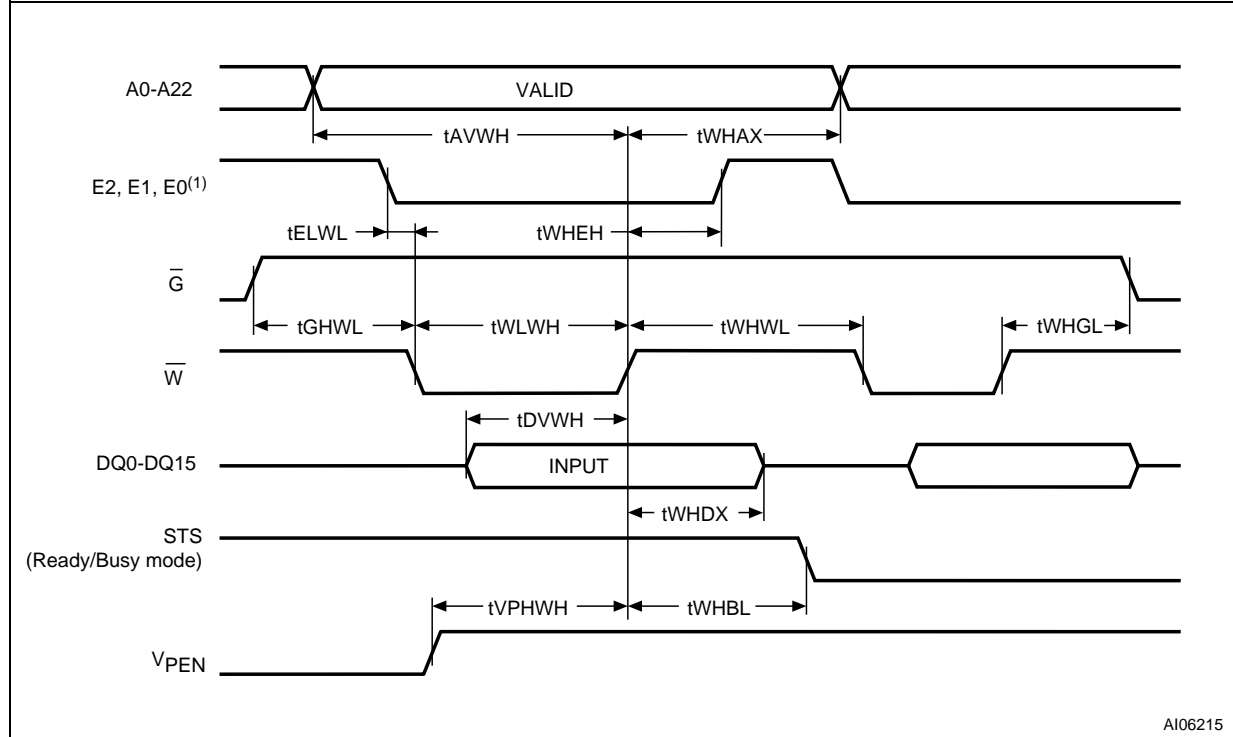 A0-A22
VALID
tAVWH
tWHAX
E2, E1, E0(1)
tELWL
tWHEH
G
tGHWL
tWLWH
tWHWL
tWHGL
W
tDVWH
DQ0-DQ15
INPUT
tWHDX
STS
(Ready/Busy mode)
tVPHWH
tWHBL
VPEN
AI06215